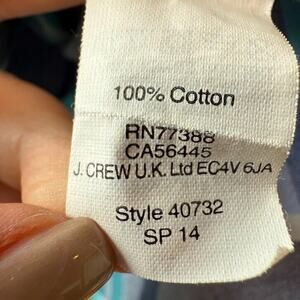 100% Cotton
RN77388
CA56445
J. CREW U.K. Ltd EC4V 6JA
Style 40732
SP 14